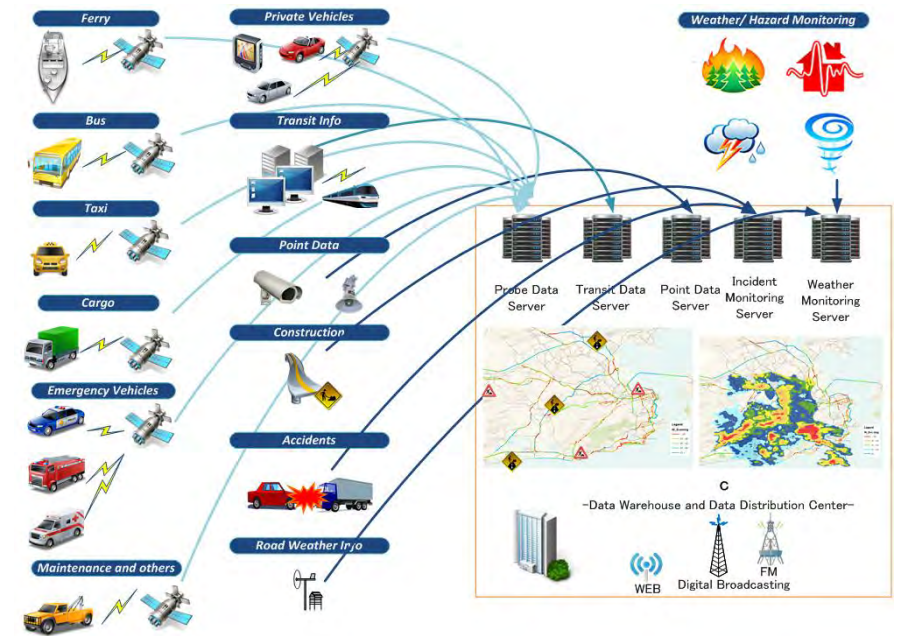 Ferry
Private Vehicles
Weather/ Hazard Monitoring
Bus
Transit Info
Taxi
Point Data
Cargo
Construction
Emergency Vehicles
Accidents
Road Weather Info
Maintenance and others
Probe Data
Server
Transit Data
Server
Point Data
Server
Incident
Monitoring
Server
Weather
Monitoring
Server
Legend
Legend
C
-Data Warehouse and Data Distribution Center-
WEB
FM
Digital Broadcasting